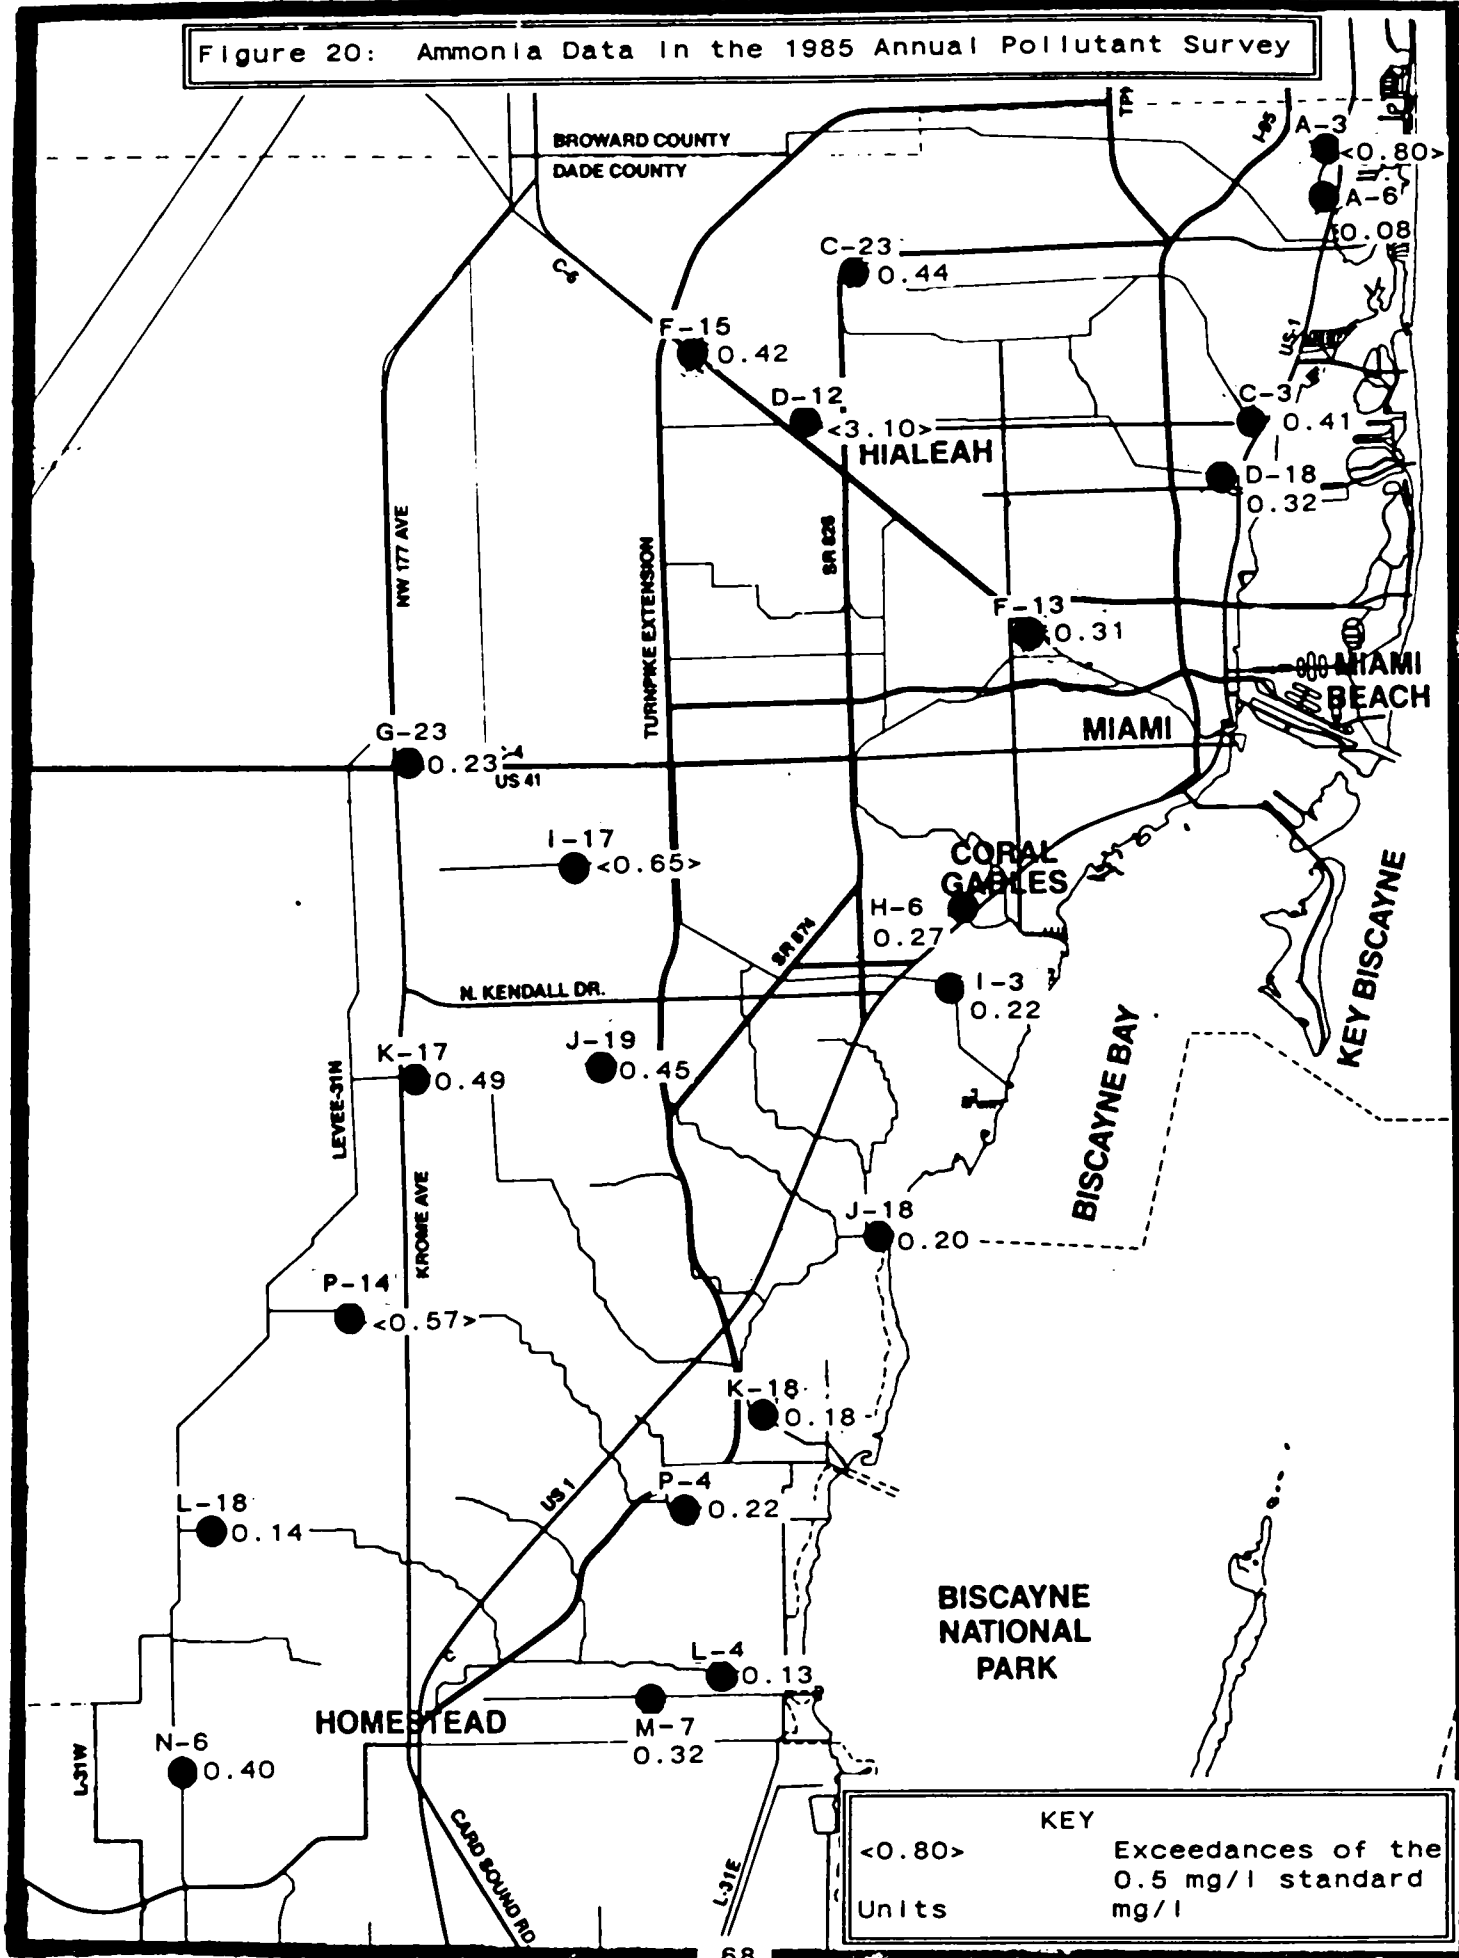 Figure 20: Ammonia Data in the 1985 Annual Pollutant Survey
BROWARD COUNTY
DADE COUNTY
I-95
A-3
<0.80>
A-6
0.08
C-23
0.44
C-6
F-15
0.42
US-1
D-12
<3.10>
HIALEAH
C-3
0.41
D-18
0.32
NW 177 AVE
TURNPIKE EXTENSION
SR 826
F-13
0.31
MIAMI
BEACH
MIAMI
G-23
0.23
US 41
I-17
<0.65>
CORAL
GABLES
H-6
0.27
SR 874
KEY BISCAYNE
N. KENDALL DR.
I-3
0.22
BISCAYNE BAY
LEVEE-31N
K-17
0.49
J-19
0.45
KROME AVE
J-18
0.20
P-14
<0.57>
K-18
0.18
US 1
P-4
0.22
L-18
0.14
BISCAYNE
NATIONAL
PARK
L-4
0.13
HOMESTEAD
M-7
0.32
N-6
0.40
L-31W
CARD SOUND RD.
L-31E
KEY
<0.80> Exceedances of the
0.5 mg/l standard
Units mg/l
68